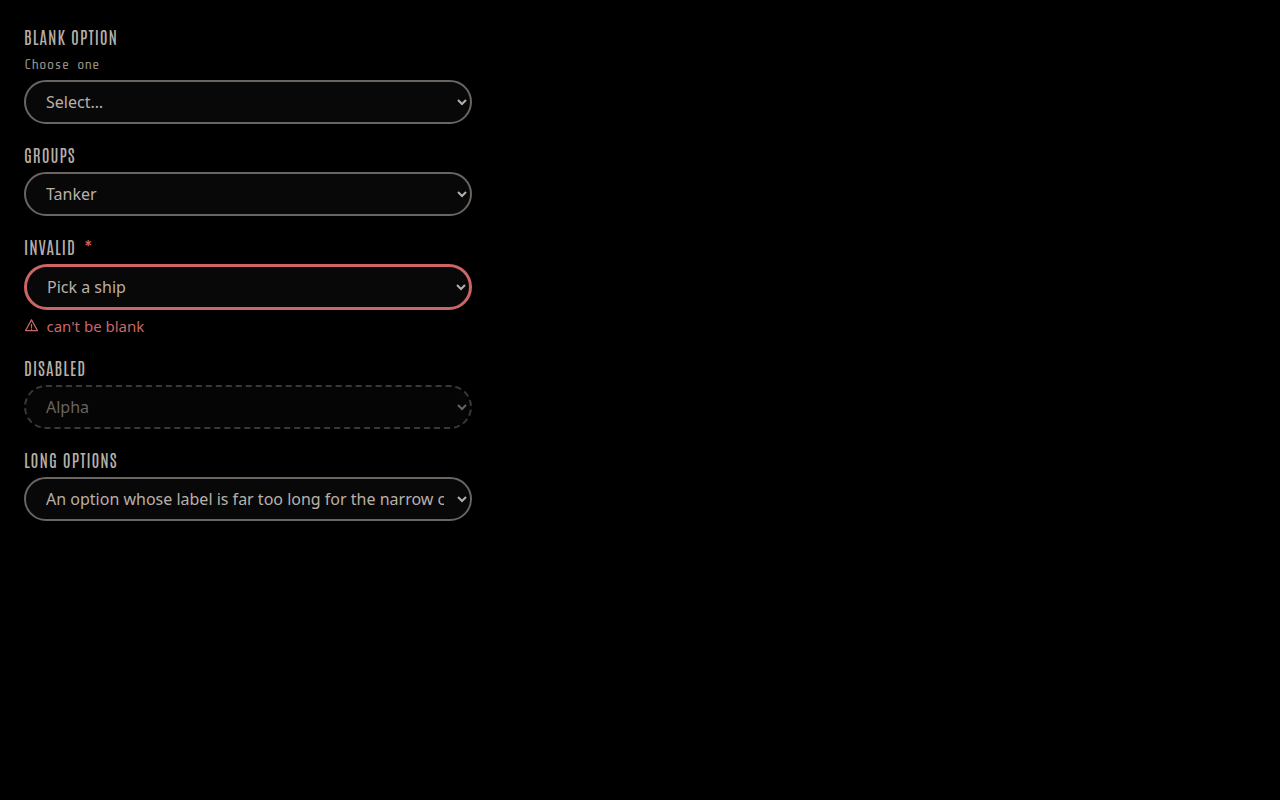 BLANK OPTION
Choose one
Select...
GROUPS
Tanker
INVALID *
Pick a ship
can't be blank
DISABLED
Alpha
LONG OPTIONS
An option whose label is far too long for the narrow c